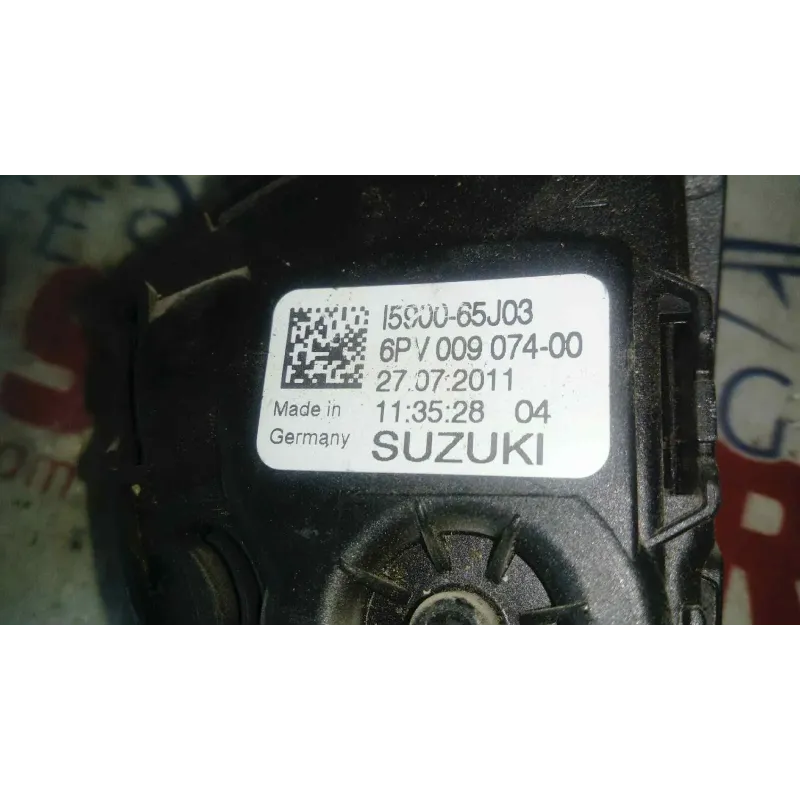 I5900-65J03
6PV 009 074-00
27.07.2011
Made in 11:35:28 04
Germany SUZUKI